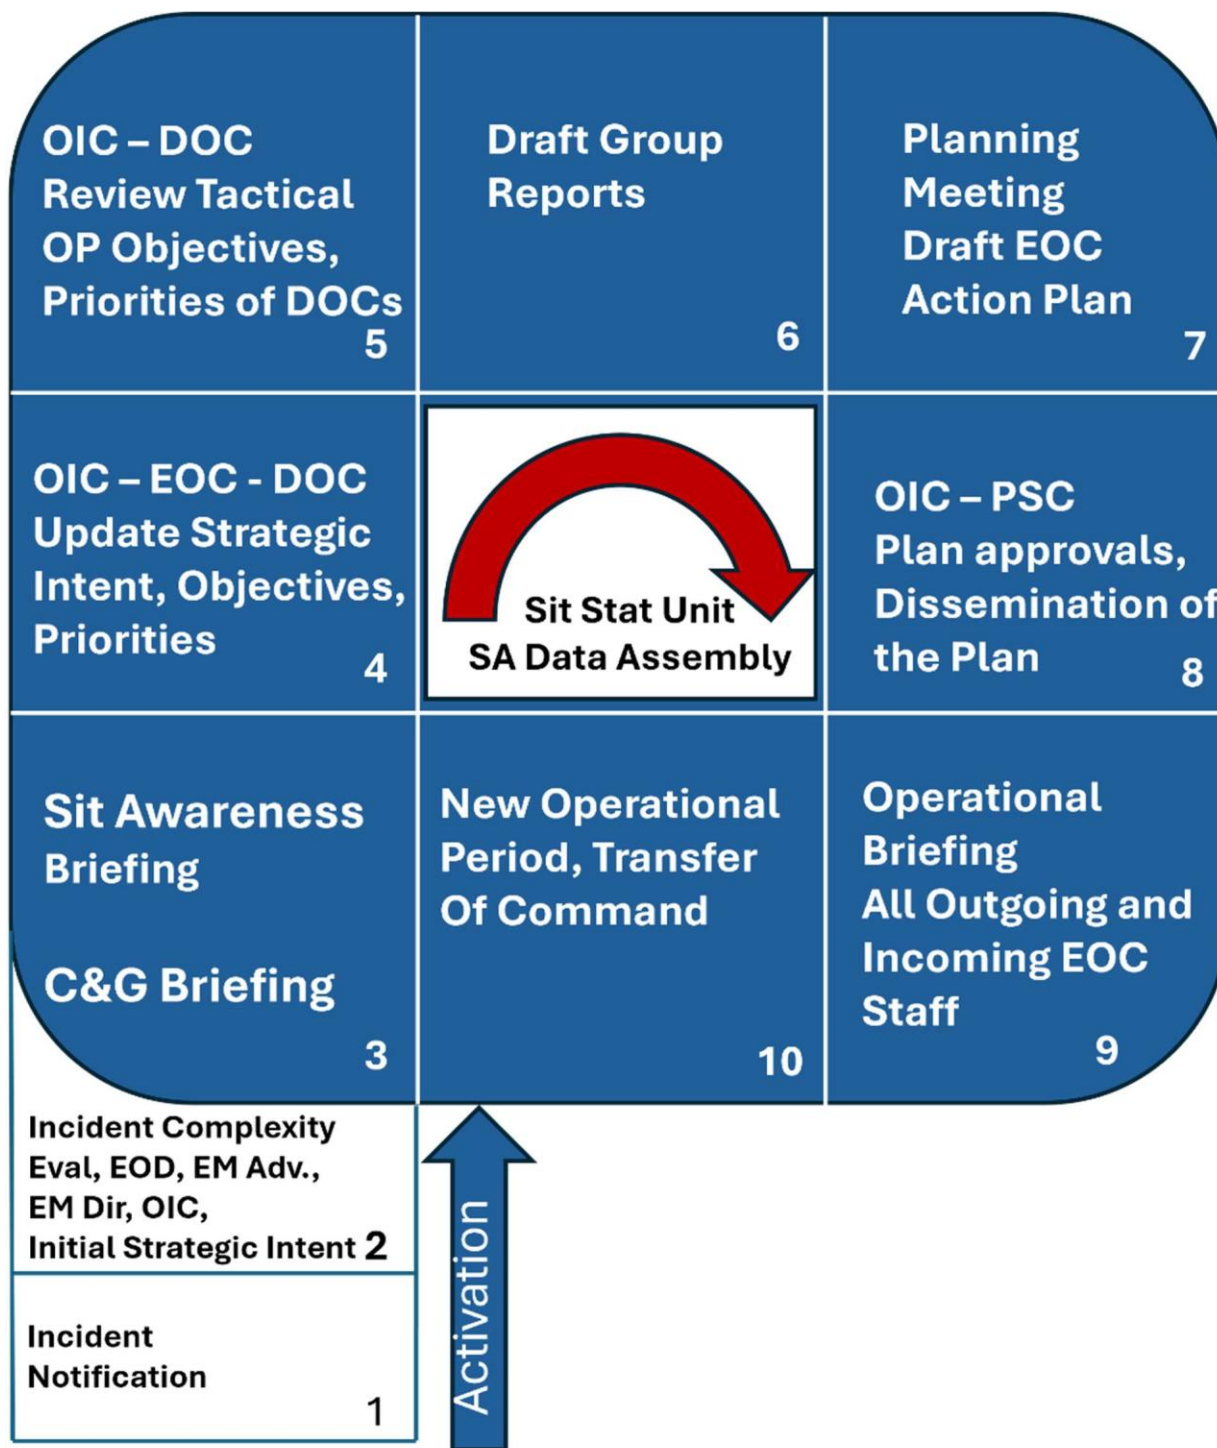 OIC – DOC
Review Tactical
OP Objectives,
Priorities of DOCs
5
Draft Group
Reports
6
Planning
Meeting
Draft EOC
Action Plan
7
OIC – EOC - DOC
Update Strategic
Intent, Objectives,
Priorities
4
Sit Stat Unit
SA Data Assembly
OIC – PSC
Plan approvals,
Dissemination of
the Plan
8
Sit Awareness
Briefing
C&G Briefing
3
New Operational
Period, Transfer
Of Command
10
Operational
Briefing
All Outgoing and
Incoming EOC
Staff
9
Incident Complexity
Eval, EOD, EM Adv.,
EM Dir, OIC,
Initial Strategic Intent 2
Incident
Notification
1
Activation